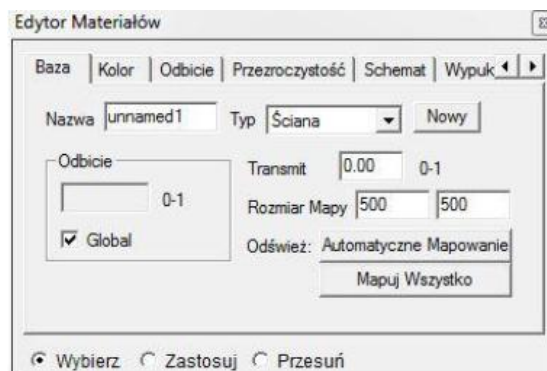 Edytor Materiałów
Baza Kolor Odbicie Przezroczystość Schemat Wypuk
Nazwa unnamed1 Typ Ściana Nowy
Odbicie
Transmit 0.00 0-1
0-1
Rozmiar Mapy 500 500
Global
Odśwież: Automatyczne Mapowanie
Mapuj Wszystko
Wybierz Zastosuj Przesuń